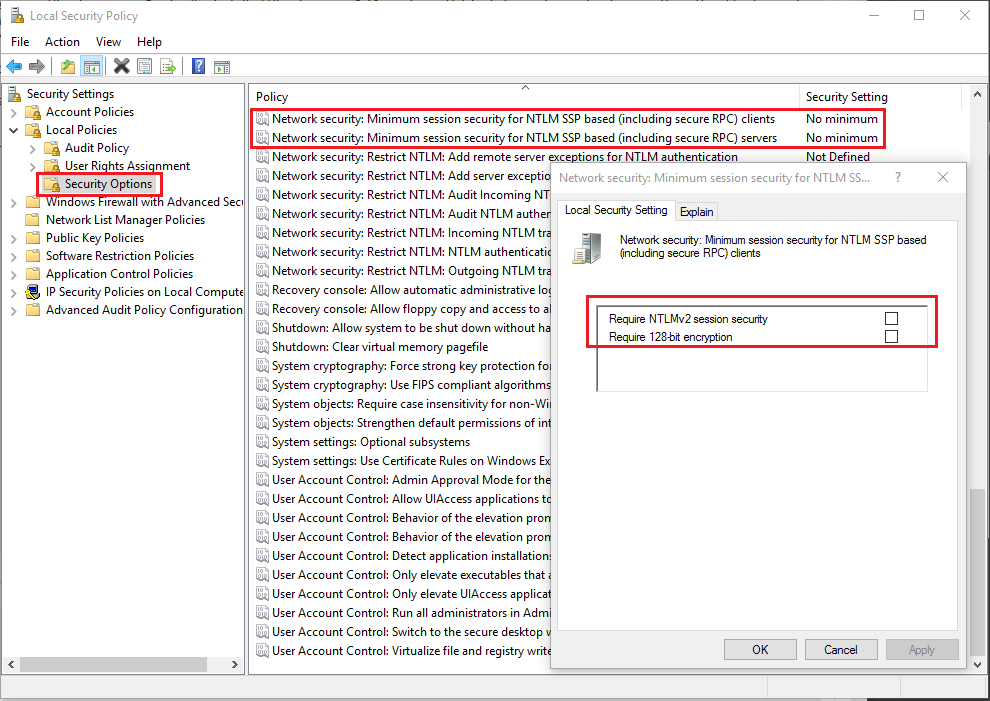 Local Security Policy
File Action View Help
Security Settings
Account Policies
Local Policies
Audit Policy
User Rights Assignment
Security Options
Windows Firewall with Advanced Secu
Network List Manager Policies
Public Key Policies
Software Restriction Policies
Application Control Policies
IP Security Policies on Local Compute
Advanced Audit Policy Configuration
Policy Security Setting
Network security: Minimum session security for NTLM SSP based (including secure RPC) clients No minimum
Network security: Minimum session security for NTLM SSP based (including secure RPC) servers No minimum
Network security: Restrict NTLM: Add remote server exceptions for NTLM authentication Not Defined
Network security: Restrict NTLM: Add server exceptio
Network security: Restrict NTLM: Audit Incoming NT
Network security: Restrict NTLM: Audit NTLM auther
Network security: Restrict NTLM: Incoming NTLM tra
Network security: Restrict NTLM: NTLM authenticatio
Network security: Restrict NTLM: Outgoing NTLM tra
Recovery console: Allow automatic administrative log
Recovery console: Allow floppy copy and access to al
Shutdown: Allow system to be shut down without ha
Shutdown: Clear virtual memory pagefile
System cryptography: Force strong key protection for
System cryptography: Use FIPS compliant algorithms
System objects: Require case insensitivity for non-Wi
System objects: Strengthen default permissions of int
System settings: Optional subsystems
System settings: Use Certificate Rules on Windows Ex
User Account Control: Admin Approval Mode for the
User Account Control: Allow UIAccess applications to
User Account Control: Behavior of the elevation prom
User Account Control: Behavior of the elevation prom
User Account Control: Detect application installations
User Account Control: Only elevate executables that a
User Account Control: Only elevate UIAccess applicat
User Account Control: Run all administrators in Admi
User Account Control: Switch to the secure desktop w
User Account Control: Virtualize file and registry write
Network security: Minimum session security for NTLM SS... ?
Local Security Setting Explain
Network security: Minimum session security for NTLM SSP based
(including secure RPC) clients
Require NTLMv2 session security
Require 128-bit encryption
OK Cancel Apply